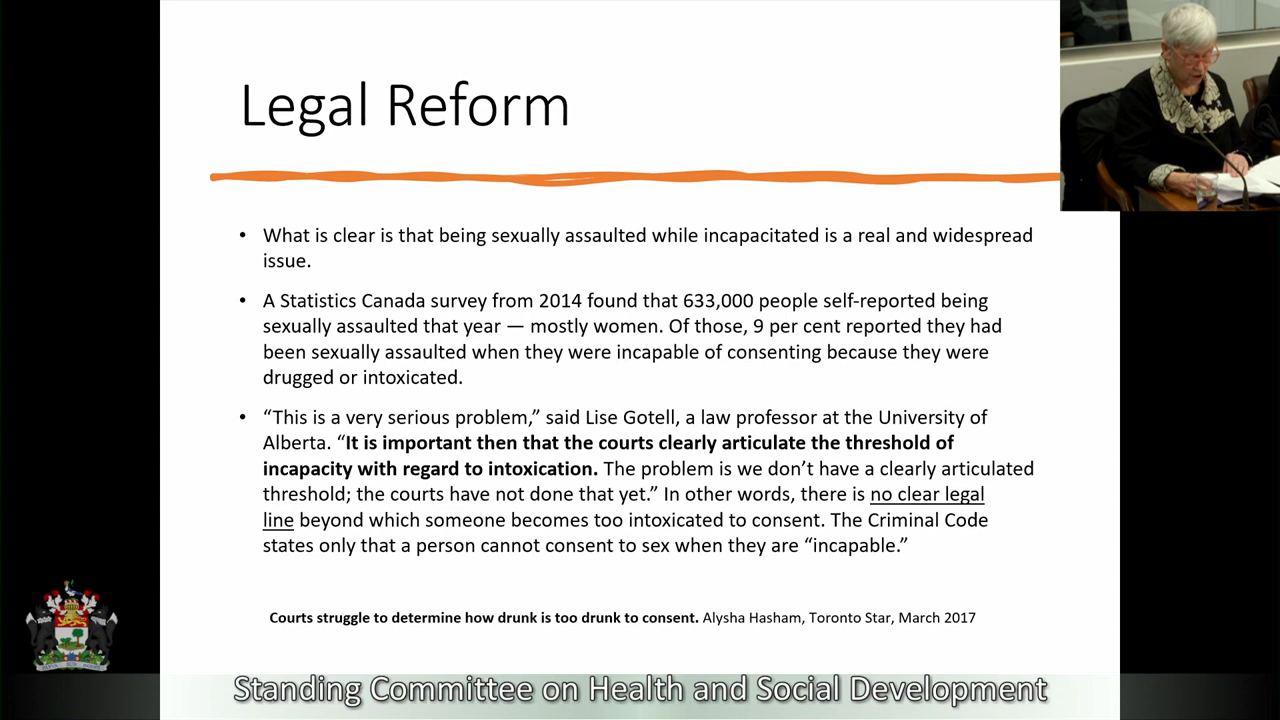 Legal Reform
• What is clear is that being sexually assaulted while incapacitated is a real and widespread
issue.
• A Statistics Canada survey from 2014 found that 633,000 people self-reported being
sexually assaulted that year — mostly women. Of those, 9 per cent reported they had
been sexually assaulted when they were incapable of consenting because they were
drugged or intoxicated.
• “This is a very serious problem,” said Lise Gotell, a law professor at the University of
Alberta. “It is important then that the courts clearly articulate the threshold of
incapacity with regard to intoxication. The problem is we don’t have a clearly articulated
threshold; the courts have not done that yet.” In other words, there is no clear legal
line beyond which someone becomes too intoxicated to consent. The Criminal Code
states only that a person cannot consent to sex when they are “incapable.”
Courts struggle to determine how drunk is too drunk to consent. Alysha Hasham, Toronto Star, March 2017
Standing Committee on Health and Social Development